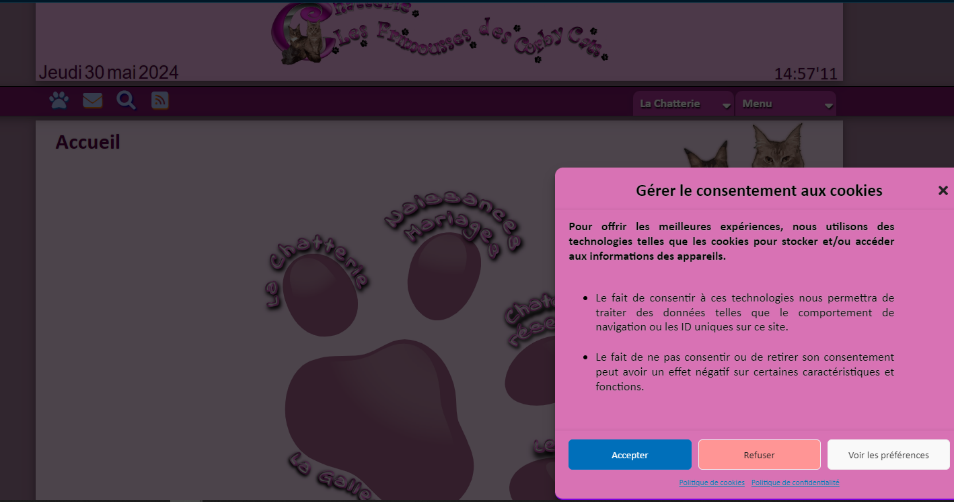 Chatterie
Les Frimousses des Cosby Cats
Jeudi 30 mai 2024
14:57'11
La Chatterie
Menu
Accueil
Naissances
Mariages
La Chatterie
Gérer le consentement aux cookies
Pour offrir les meilleures expériences, nous utilisons des
technologies telles que les cookies pour stocker et/ou accéder
aux informations des appareils.
Le fait de consentir à ces technologies nous permettra de
traiter des données telles que le comportement de
navigation ou les ID uniques sur ce site.
Le fait de ne pas consentir ou de retirer son consentement
peut avoir un effet négatif sur certaines caractéristiques et
fonctions.
La
Accepter
Refuser
Voir les préférences
Politique de cookies
Politique de confidentialité